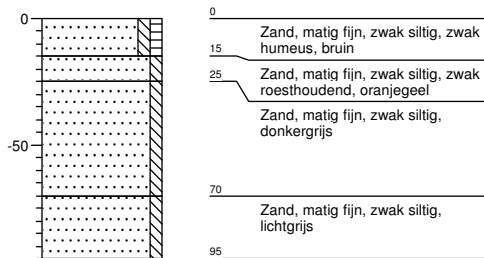 0
0
Zand, matig fijn, zwak siltig, zwak
humeus, bruin
15
Zand, matig fijn, zwak siltig, zwak
roesthoudend, oranjegeel
25
Zand, matig fijn, zwak siltig,
donkergrijs
-50
70
Zand, matig fijn, zwak siltig,
lichtgrijs
95